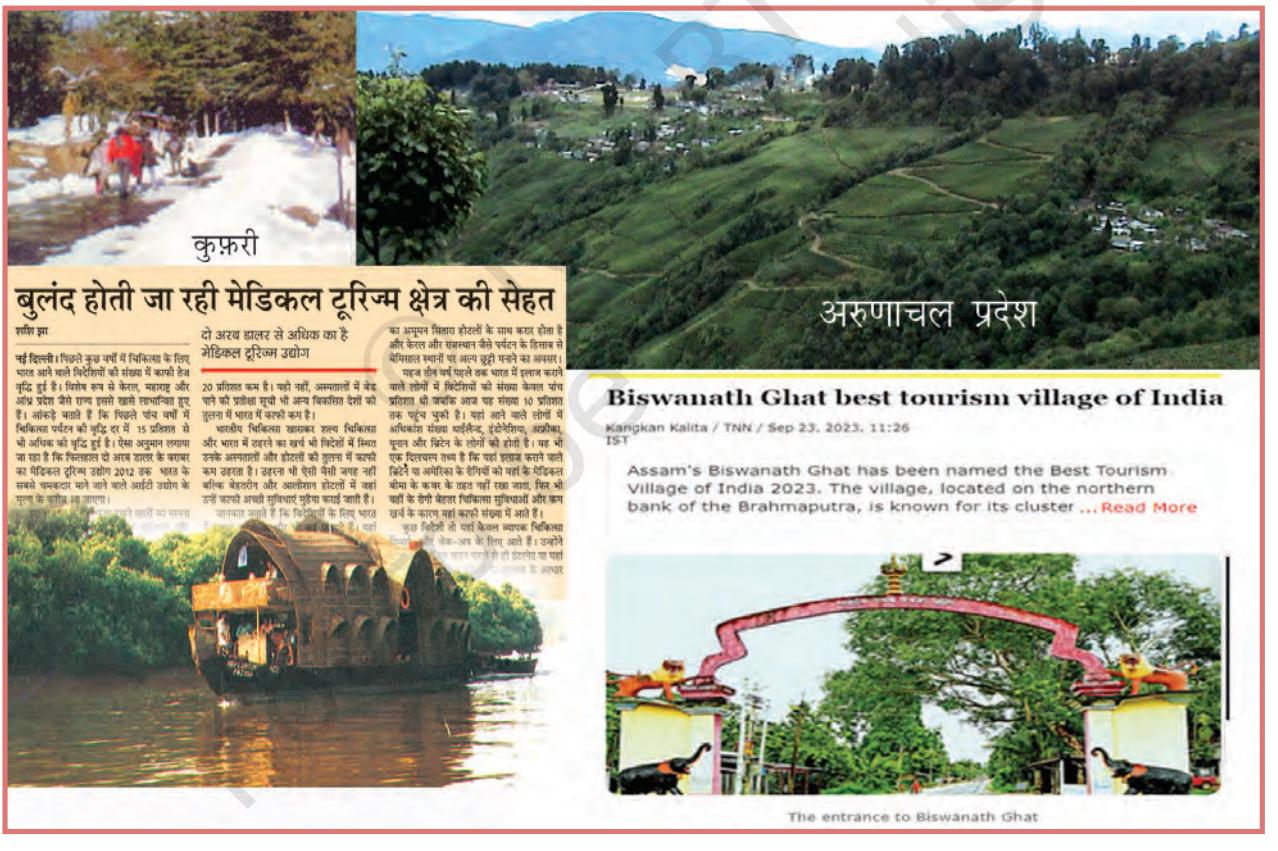 कुफ़री
अरुणाचल प्रदेश
बुलंद होती जा रही मेडिकल टूरिज्म क्षेत्र की सेहत
शशि झा
नई दिल्ली। पिछले कुछ वर्षों में चिकित्सा के लिए
भारत आने वाले विदेशियों की संख्या में काफी तेज
वृद्धि हुई है। विशेष रूप से केरल, महाराष्ट्र और
आंध्र प्रदेश जैसे राज्य इससे खासे लाभान्वित हुए
हैं। आंकड़े बताते हैं कि पिछले पांच वर्षों में
चिकित्सा पर्यटन की वृद्धि दर में 15 प्रतिशत से
भी अधिक की वृद्धि हुई है। ऐसा अनुमान लगाया
जा रहा है कि फिलहाल दो अरब डालर के बराबर
का मेडिकल टूरिज्म उद्योग 2012 तक भारत के
सबसे चमकदार माने जाने वाले आईटी उद्योग के
मूल्य के करीब आ जाएगा।
दो अरब डालर से अधिक का है
मेडिकल टूरिज्म उद्योग
20 प्रतिशत कम है। यही नहीं, अस्पतालों में बेड
पाने की प्रतीक्षा सूची भी अन्य विकसित देशों की
तुलना में भारत में काफी कम है।
भारतीय चिकित्सा खासकर शल्य चिकित्सा
और भारत में ठहरने का खर्च भी विदेशों में स्थित
उनके अस्पतालों और होटलों की तुलना में काफी
कम ठहरता है। ठहरना भी ऐसी वैसी जगह नहीं
बल्कि बेहतरीन और आलीशान होटलों में जहां
उन्हें काफी अच्छी सुविधाएं मुहैया कराई जाती है।
जानकार बताते हैं कि विदेशियों के लिए भारत
का अमूमन सितारा होटलों के साथ करार होता है
और केरल और राजस्थान जैसे पर्यटन के हिसाब से
बेमिसाल स्थानों पर अल्प छुट्टी मनाने का अवसर।
महज तीन वर्ष पहले तक भारत में इलाज कराने
वाले लोगों में विदेशियों की संख्या केवल पांच
प्रतिशत थी जबकि आज यह संख्या 10 प्रतिशत
तक पहुंच चुकी है। यहां आने वाले लोगों में
अधिकांश संख्या थाईलैण्ड, इंडोनेशिया, अफ्रीका,
यूनान और ब्रिटेन के लोगों की होती है। यह भी
एक दिलचस्प तथ्य है कि यहां इलाज कराने वाले
ब्रिटेन या अमेरिका के रोगियों को यहां के मेडिकल
बीमा के कवर के तहत नहीं रखा जाता, फिर भी
वहीं के रोगी बेहतर चिकित्सा सुविधाओं और कम
खर्च के कारण यहां काफी संख्या में आते हैं।
कुछ विदेशी तो यहां केवल व्यापक चिकित्सा
और चेक-अप के लिए आते हैं। उन्होंने
से ही इंटरनेट या यहां
के आधार
Biswanath Ghat best tourism village of India
Kangkan Kalita / TNN / Sep 23, 2023, 11:26
IST
Assam's Biswanath Ghat has been named the Best Tourism
Village of India 2023. The village, located on the northern
bank of the Brahmaputra, is known for its cluster ... Read More
The entrance to Biswanath Ghat